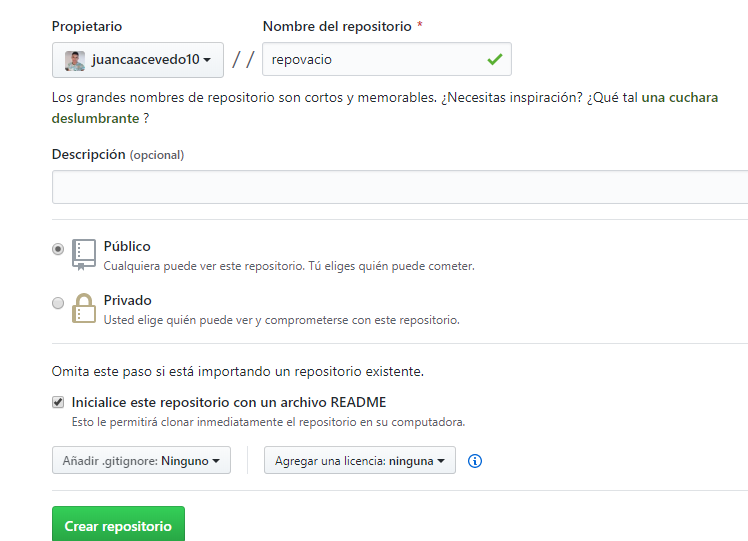 Propietario
Nombre del repositorio *
juancaacevedo10
//
repovacio
Los grandes nombres de repositorio son cortos y memorables. ¿Necesitas inspiración? ¿Qué tal una cuchara
deslumbrante ?
Descripción (opcional)
Público
Cualquiera puede ver este repositorio. Tú eliges quién puede cometer.
Privado
Usted elige quién puede ver y comprometerse con este repositorio.
Omita este paso si está importando un repositorio existente.
Inicialice este repositorio con un archivo README
Esto le permitirá clonar inmediatamente el repositorio en su computadora.
Añadir .gitignore: Ninguno
Agregar una licencia: ninguna
Crear repositorio